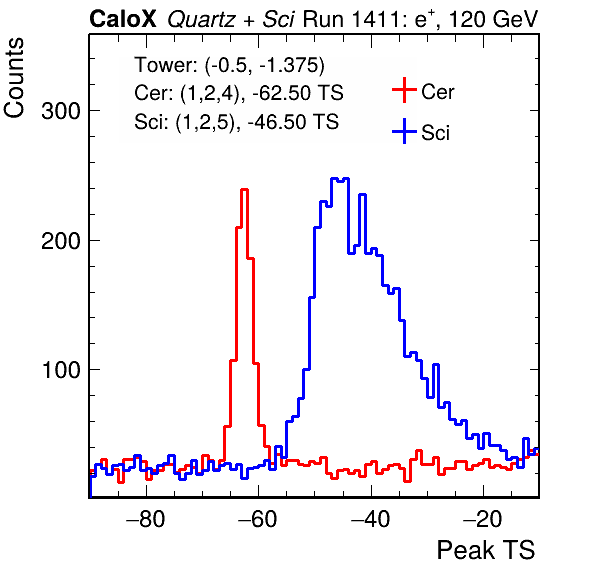 CaloX Quartz + Sci Run 1411: e⁺, 120 GeV
Counts
Tower: (-0.5, -1.375)
Cer: (1,2,4), -62.50 TS
Sci: (1,2,5), -46.50 TS
Cer
Sci
300
200
100
−80 −60 −40 −20
Peak TS